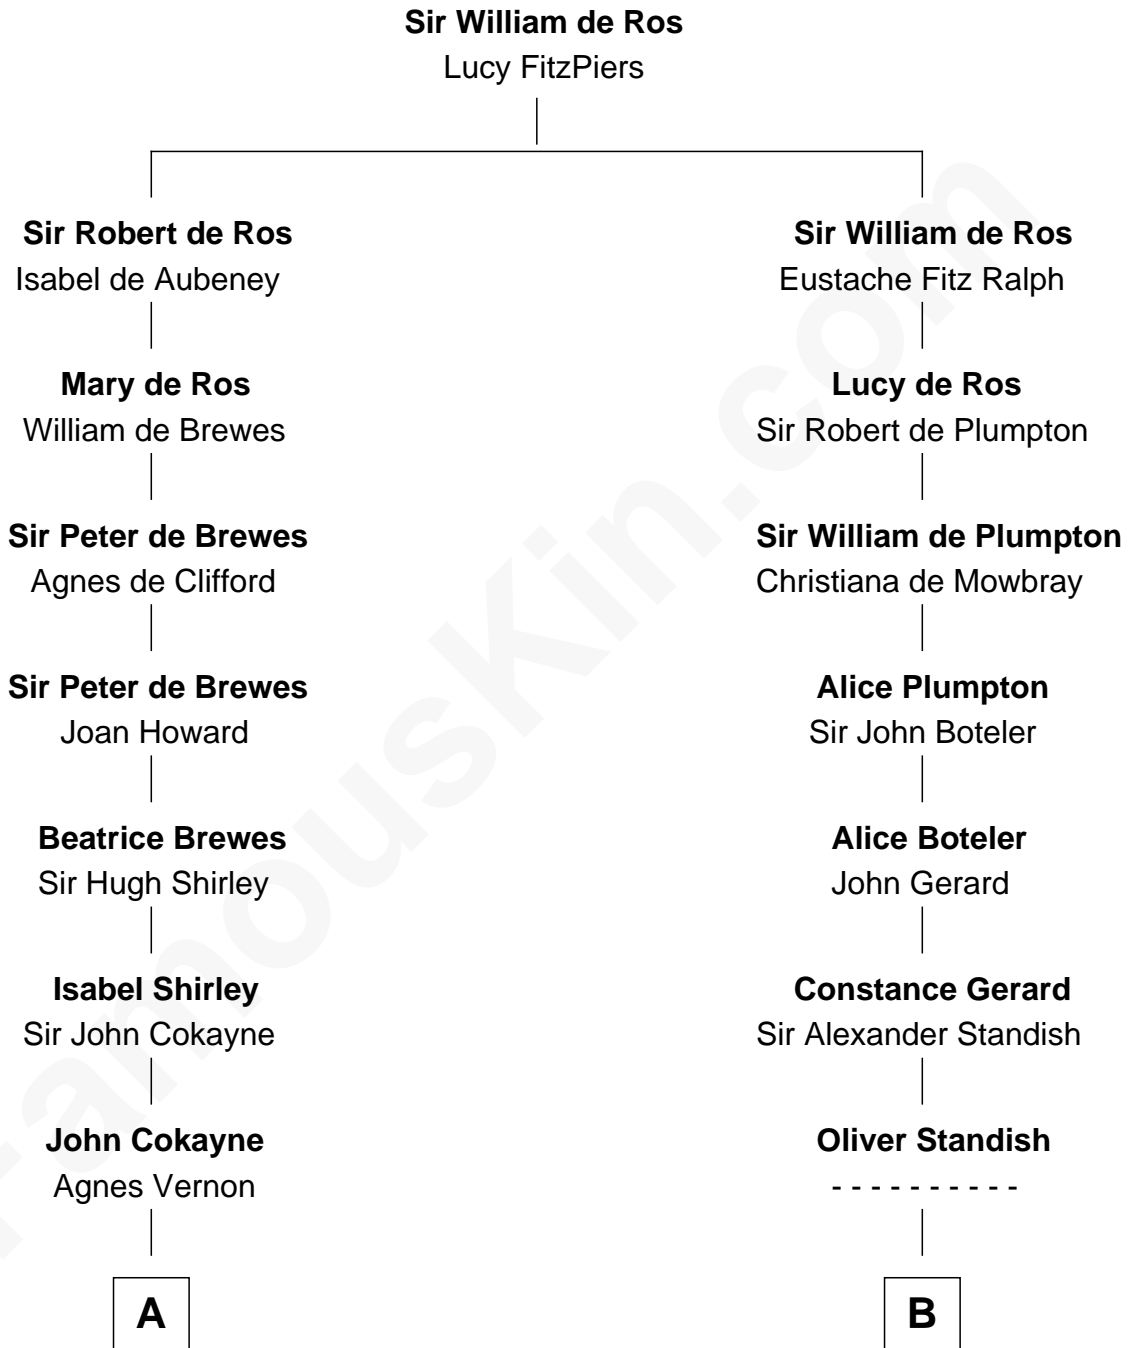 Sir William de Ros
Lucy FitzPiers
Sir Robert de Ros
Isabel de Aubeney
Mary de Ros
William de Brewes
Sir Peter de Brewes
Agnes de Clifford
Sir Peter de Brewes
Joan Howard
Beatrice Brewes
Sir Hugh Shirley
Isabel Shirley
Sir John Cokayne
John Cokayne
Agnes Vernon
A
Sir William de Ros
Eustache Fitz Ralph
Lucy de Ros
Sir Robert de Plumpton
Sir William de Plumpton
Christiana de Mowbray
Alice Plumpton
Sir John Boteler
Alice Boteler
John Gerard
Constance Gerard
Sir Alexander Standish
Oliver Standish
- - - - - - - - - -
B
FamousKin.com